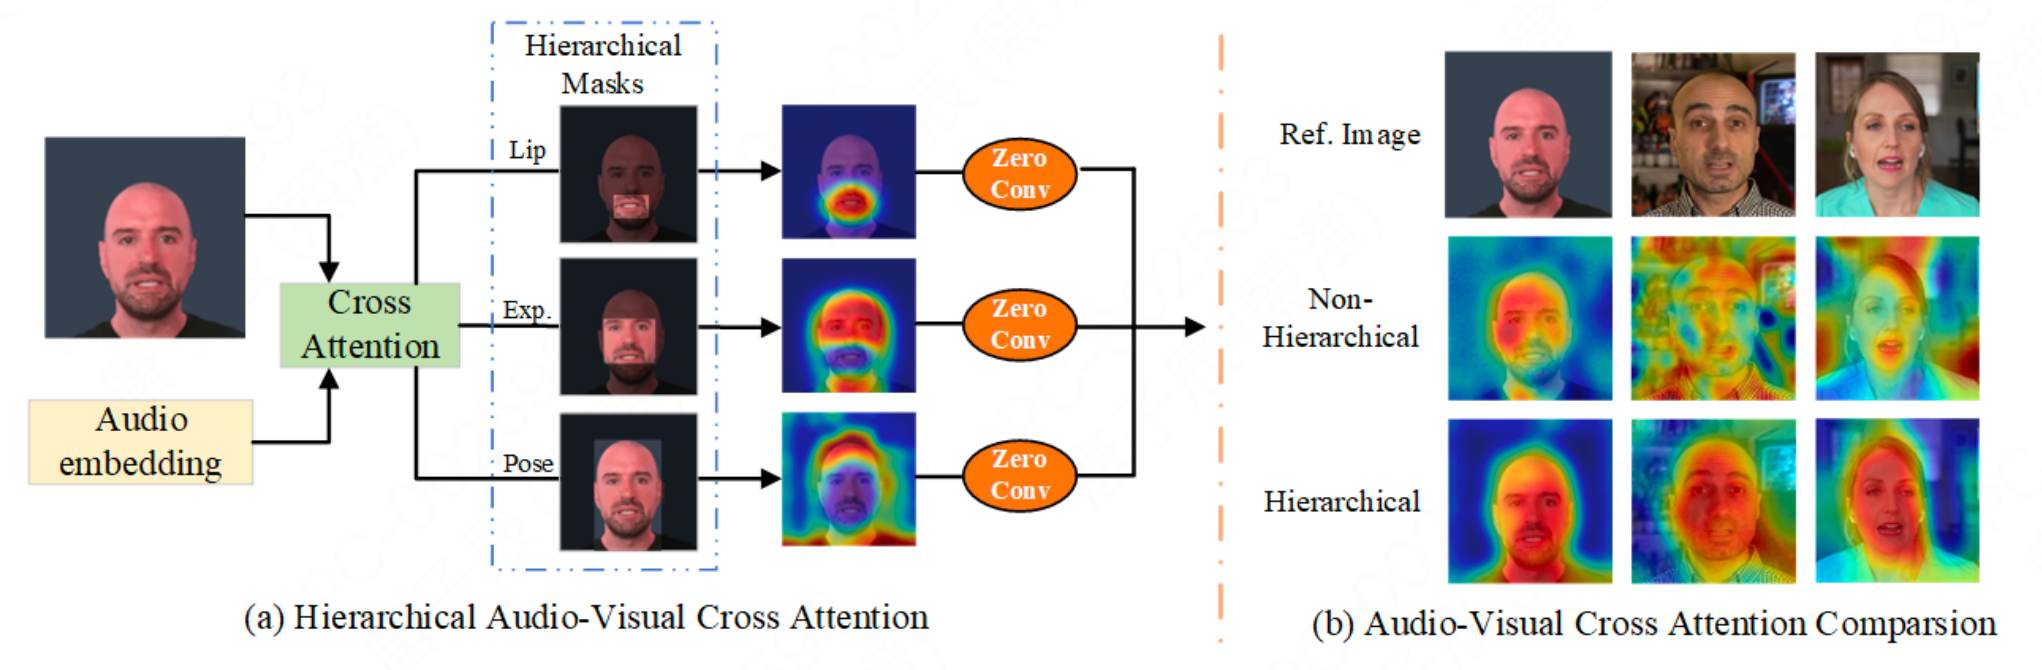 Hierarchical
Masks
Lip
Exp.
Pose
Cross
Attention
Audio
embedding
Zero
Conv
Zero
Conv
Zero
Conv
(a) Hierarchical Audio-Visual Cross Attention
Ref. Image
Non-
Hierarchical
Hierarchical
(b) Audio-Visual Cross Attention Comparsion